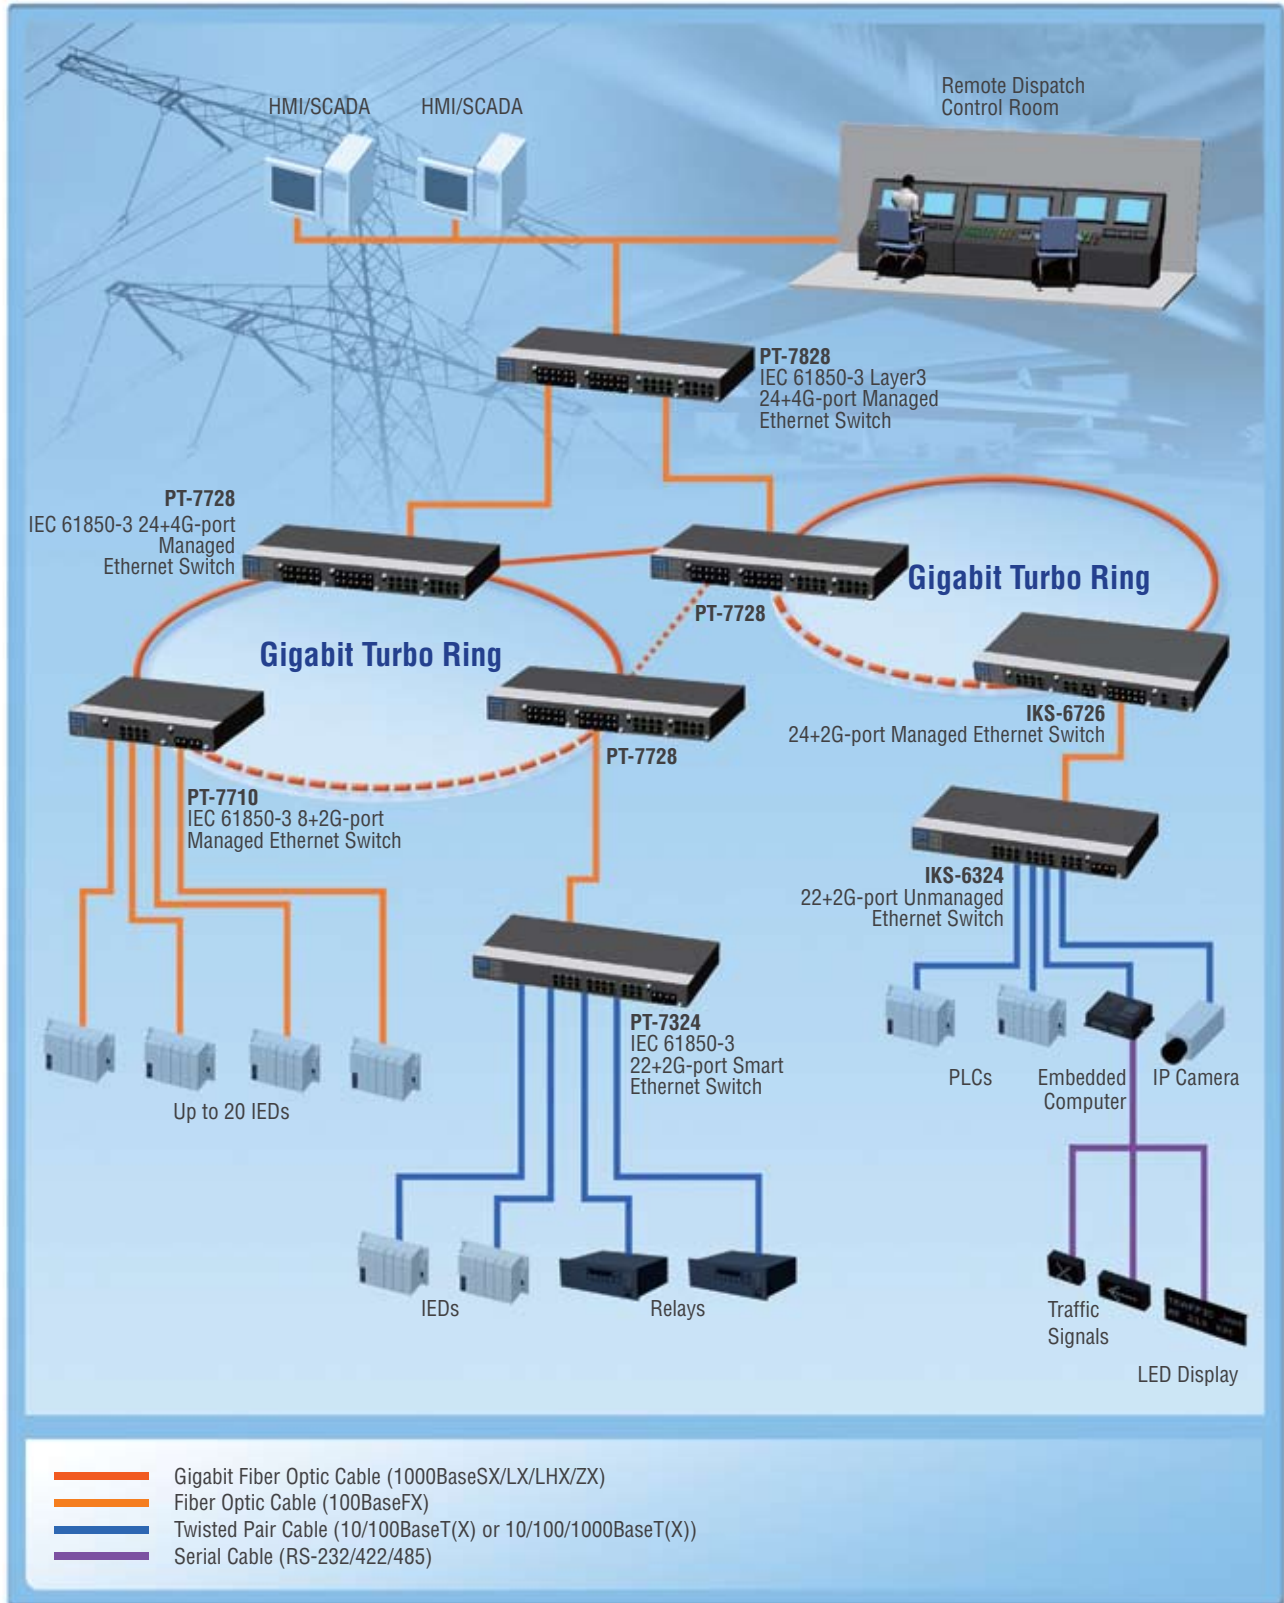 HMI/SCADA
HMI/SCADA
Remote Dispatch
Control Room
PT-7828
IEC 61850-3 Layer3
24+4G-port Managed
Ethernet Switch
PT-7728
IEC 61850-3 24+4G-port
Managed
Ethernet Switch
PT-7728
Gigabit Turbo Ring
Gigabit Turbo Ring
PT-7728
IKS-6726
24+2G-port Managed Ethernet Switch
PT-7710
IEC 61850-3 8+2G-port
Managed Ethernet Switch
IKS-6324
22+2G-port Unmanaged
Ethernet Switch
PT-7324
IEC 61850-3
22+2G-port Smart
Ethernet Switch
PLCs
Embedded
Computer
IP Camera
Up to 20 IEDs
IEDs
Relays
Traffic
Signals
TRAFFIC JAM
LED Display
Gigabit Fiber Optic Cable (1000BaseSX/LX/LHX/ZX)
Fiber Optic Cable (100BaseFX)
Twisted Pair Cable (10/100BaseT(X) or 10/100/1000BaseT(X))
Serial Cable (RS-232/422/485)